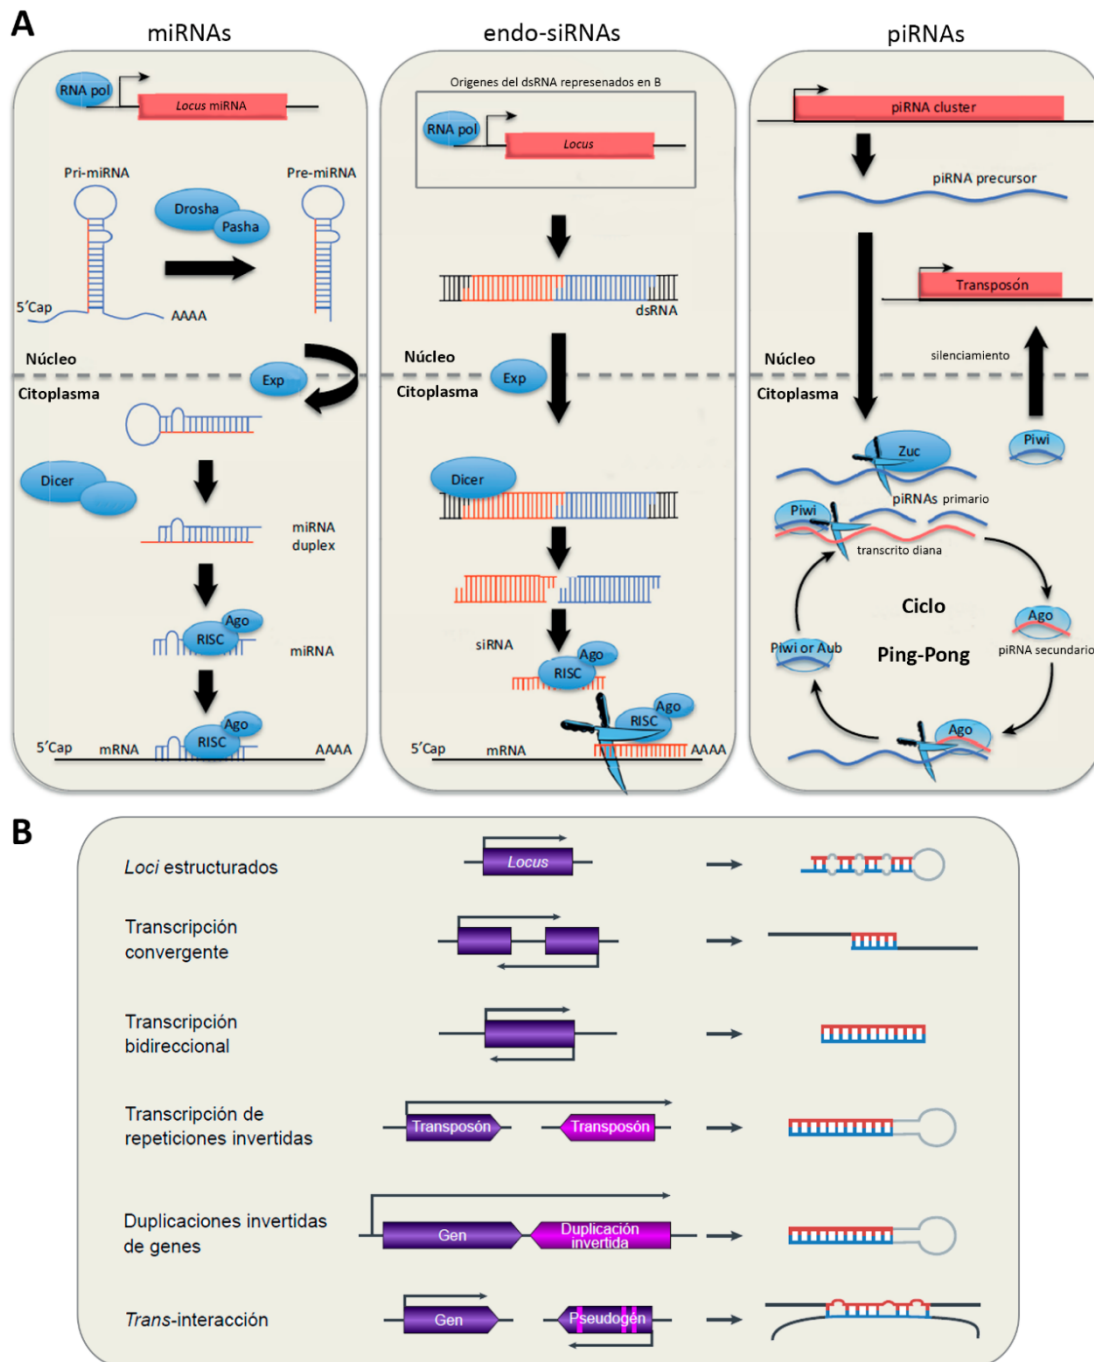 A
miRNAs
RNA pol
Locus miRNA
Pri-miRNA
Pre-miRNA
Drosha
Pasha
5'Cap
AAAA
Núcleo
Citoplasma
Exp
Dicer
miRNA
duplex
Ago
RISC
miRNA
Ago
RISC
5'Cap
mRNA
AAAA
endo-siRNAs
Origenes del dsRNA represenados en B
RNA pol
Locus
dsRNA
Núcleo
Citoplasma
Exp
Dicer
siRNA
Ago
RISC
Ago
RISC
5'Cap
mRNA
AAAA
piRNAs
piRNA cluster
piRNA precursor
Transposón
silenciamiento
Núcleo
Citoplasma
Piwi
Zuc
piRNAs primario
Piwi
transcrito diana
Ciclo
Ping-Pong
Ago
piRNA secundario
Piwi or Aub
Ago
B
Loci estructurados
Locus
Transcripción
convergente
Transcripción
bidireccional
Transcripción de
repeticiones invertidas
Transposón
Transposón
Duplicaciones invertidas
de genes
Gen
Duplicación
invertida
Trans-interacción
Gen
Pseudogén